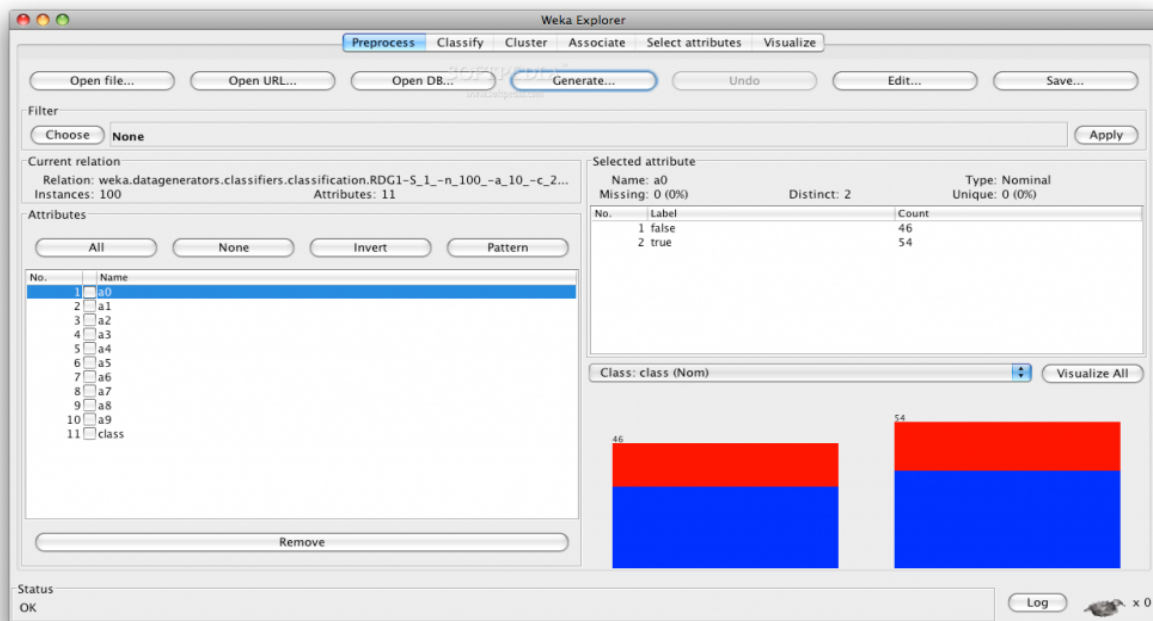 Weka Explorer
Preprocess Classify Cluster Associate Select attributes Visualize
Open file... Open URL... Open DB... Generate... Undo Edit... Save...
SOFTPEDIA
www.softpedia.com
Filter
Choose None Apply
Current relation
Relation: weka.datagenerators.classifiers.classification.RDG1-S_1_-n_100_-a_10_-c_2...
Instances: 100 Attributes: 11
Attributes
All None Invert Pattern
No. Name
1 a0
2 a1
3 a2
4 a3
5 a4
6 a5
7 a6
8 a7
9 a8
10 a9
11 class
Remove
Selected attribute
Name: a0 Type: Nominal
Missing: 0 (0%) Distinct: 2 Unique: 0 (0%)
No. Label Count
1 false 46
2 true 54
Class: class (Nom) Visualize All
46
54
Status
OK
Log x 0